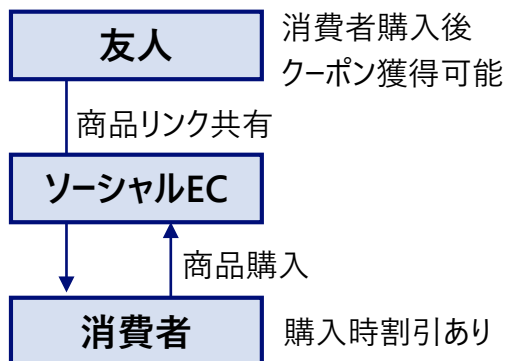 友人
消費者購入後
クーポン獲得可能
商品リンク共有
ソーシャルEC
商品購入
消費者
購入時割引あり